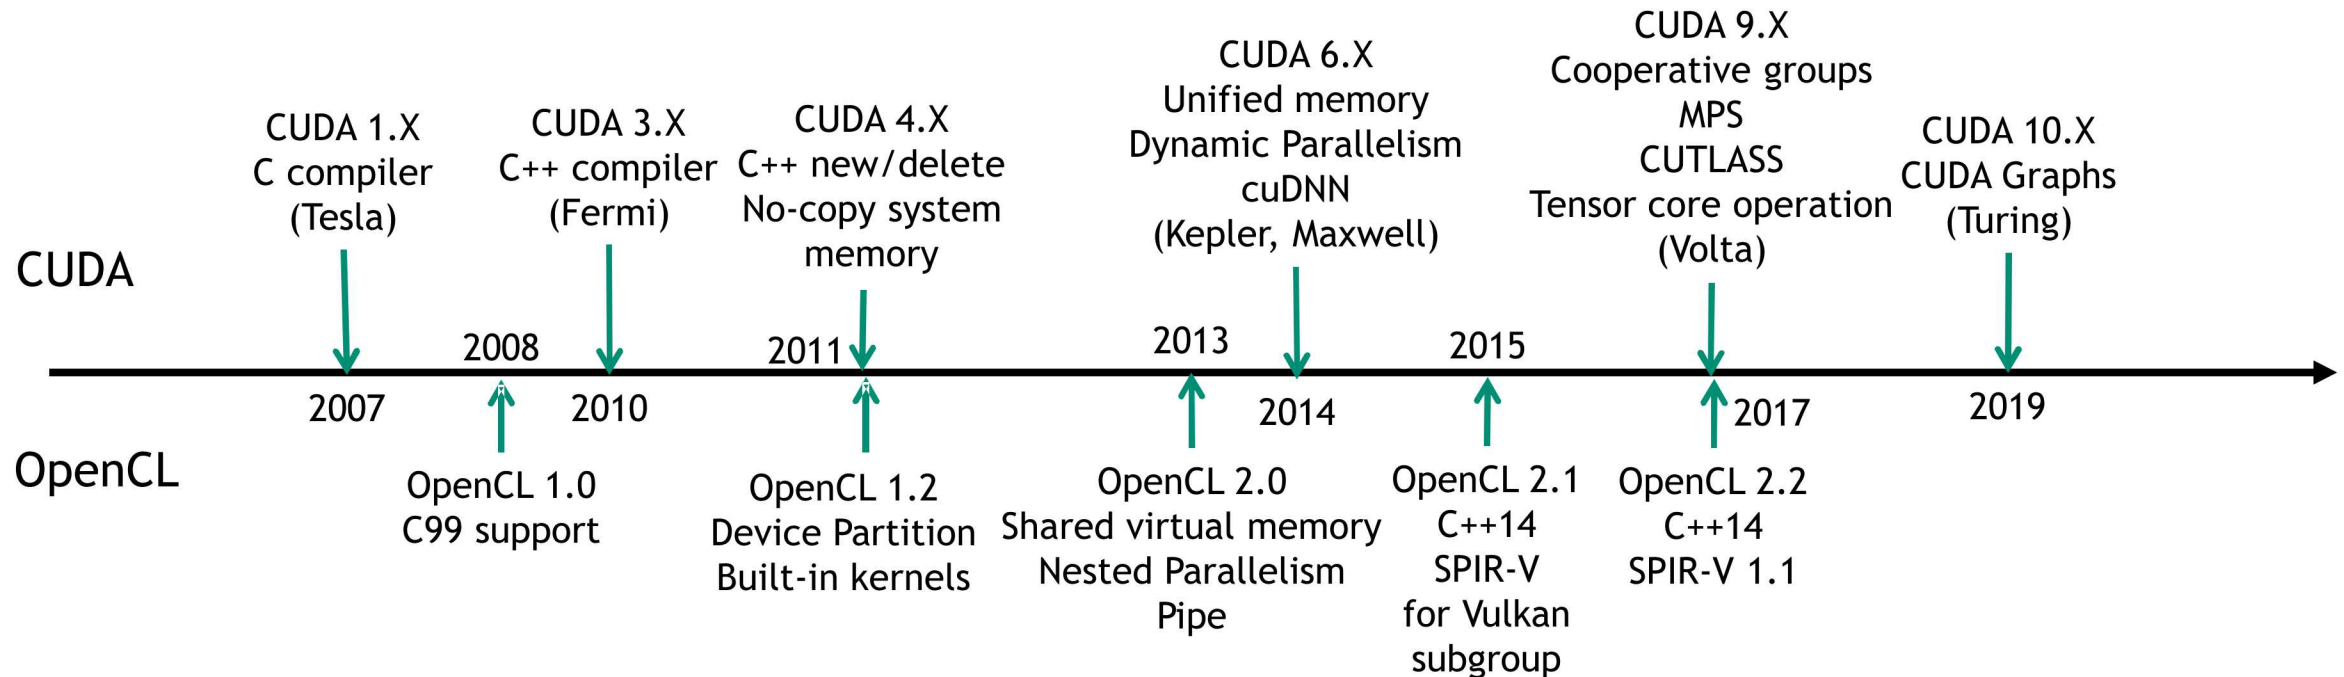 CUDA 1.X
C compiler
(Tesla)
CUDA 3.X
C++ compiler
(Fermi)
CUDA 4.X
C++ new/delete
No-copy system
memory
CUDA 6.X
Unified memory
Dynamic Parallelism
cuDNN
(Kepler, Maxwell)
CUDA 9.X
Cooperative groups
MPS
CUTLASS
Tensor core operation
(Volta)
CUDA 10.X
CUDA Graphs
(Turing)
CUDA
2008
2011
2013
2015
2007
2010
2014
2017
2019
OpenCL
OpenCL 1.0
C99 support
OpenCL 1.2
Device Partition
Built-in kernels
OpenCL 2.0
Shared virtual memory
Nested Parallelism
Pipe
OpenCL 2.1
C++14
SPIR-V
for Vulkan
subgroup
OpenCL 2.2
C++14
SPIR-V 1.1